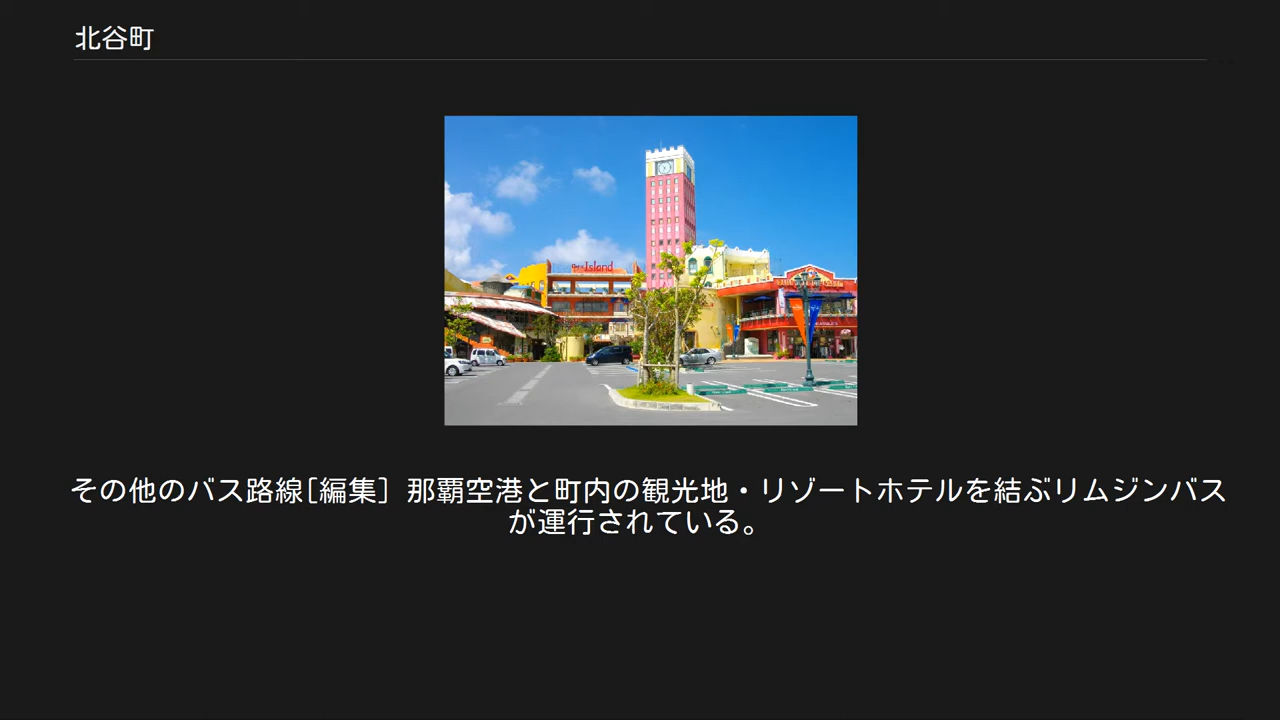 北谷町
Island
その他のバス路線[編集] 那覇空港と町内の観光地・リゾートホテルを結ぶリムジンバス
が運行されている。